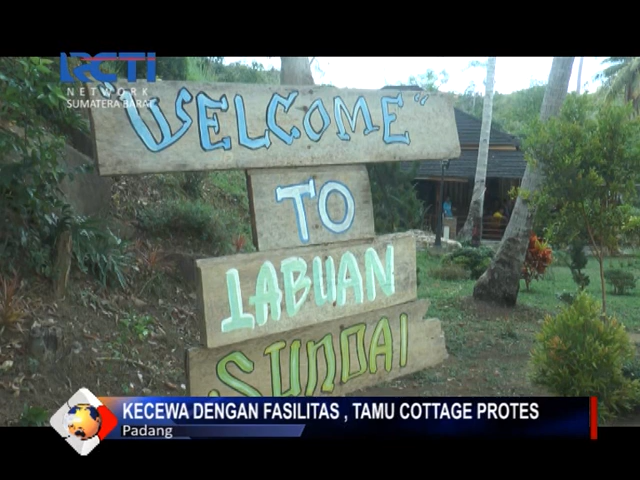 RCTI
NETWORK
SUMATERA BARAT
"WELCOME"
TO
LABUAN
SUNDAI
KECEWA DENGAN FASILITAS , TAMU COTTAGE PROTES
Padang